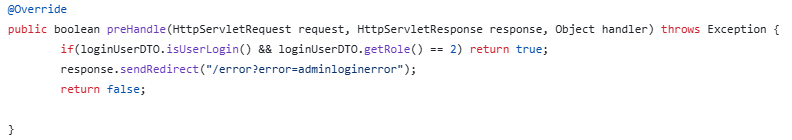 @Override
public boolean preHandle(HttpServletRequest request, HttpServletResponse response, Object handler) throws Exception {
if(loginUserDTO.isUserLogin() && loginUserDTO.getRole() == 2) return true;
response.sendRedirect("/error?error=adminloginerror");
return false;
}